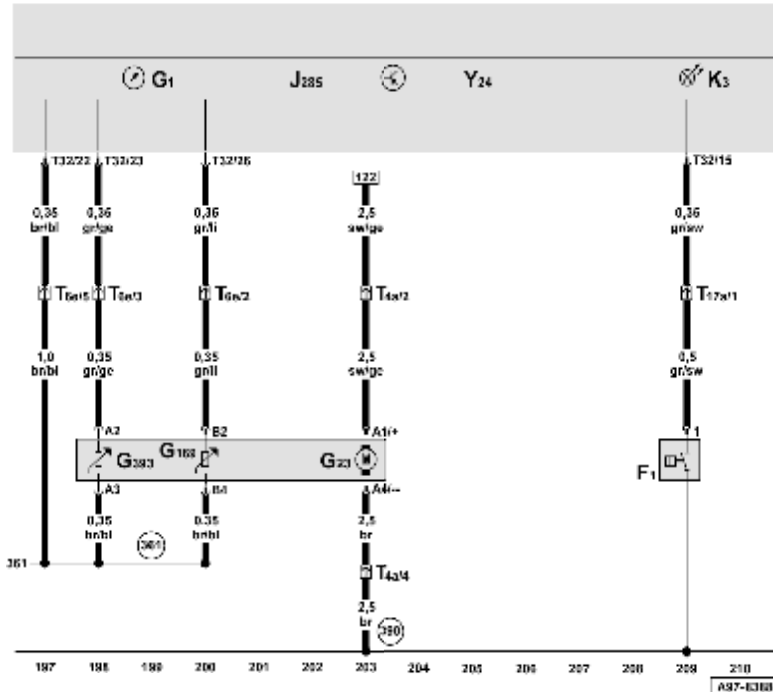 G1 J285 Y24 K3
T32/22 T32/23 T32/26 T32/15
122
0,35 0,35 0,35 2,5 0,35
br/bl gr/ge gr/li sw/ge gr/sw
T6e/5 T6e/3 T6e/2 T4a/2 T17a/1
1,0 0,35 0,35 2,5 0,5
br/bl gr/ge gr/li sw/ge gr/sw
A2 B2 A1/+ 1
G393 G169 G23 M F1
A3 B4 A4/-
0,35 0,35 2,5
br/bl br/bl br
361
361
T4a/4
2,5
br
390
197 198 199 200 201 202 203 204 205 206 207 208 209 210